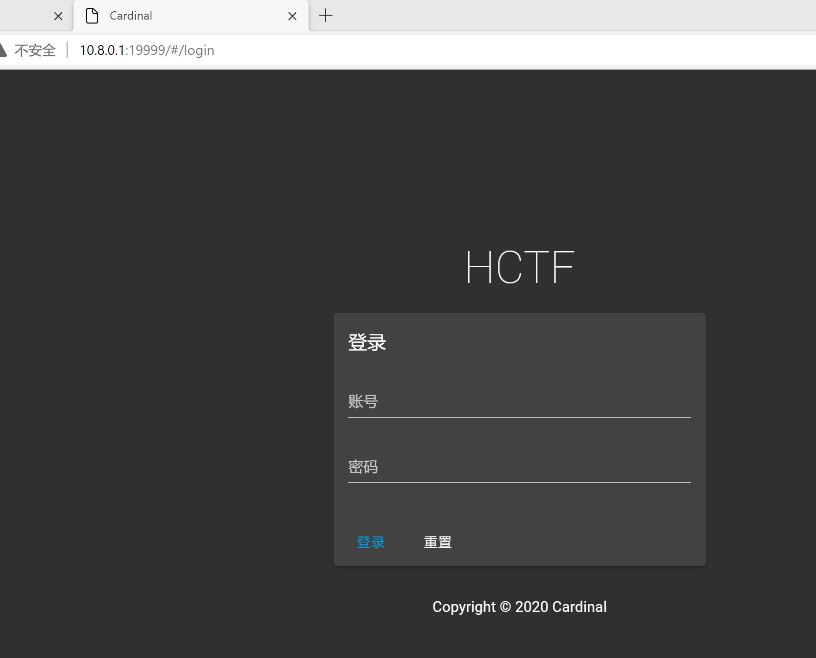 Cardinal
不安全 10.8.0.1:19999/#/login
HCTF
登录
账号
密码
登录 重置
Copyright © 2020 Cardinal